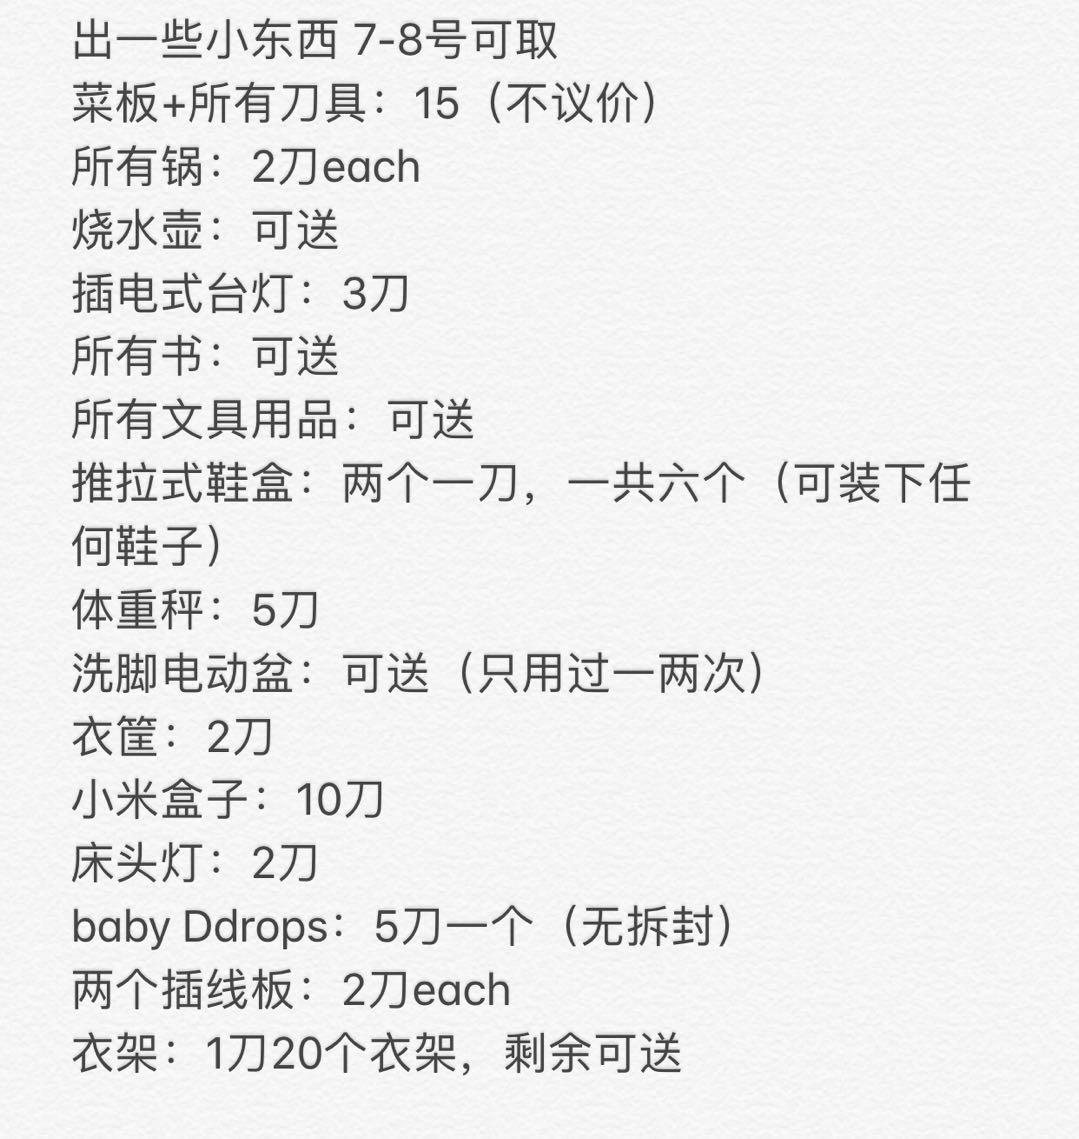 出一些小东西 7-8号可取
菜板+所有刀具：15（不议价）
所有锅：2刀each
烧水壶：可送
插电式台灯：3刀
所有书：可送
所有文具用品：可送
推拉式鞋盒：两个一刀，一共六个（可装下任
何鞋子）
体重秤：5刀
洗脚电动盆：可送（只用过一两次）
衣筐：2刀
小米盒子：10刀
床头灯：2刀
baby Ddrops：5刀一个（无拆封）
两个插线板：2刀each
衣架：1刀20个衣架，剩余可送